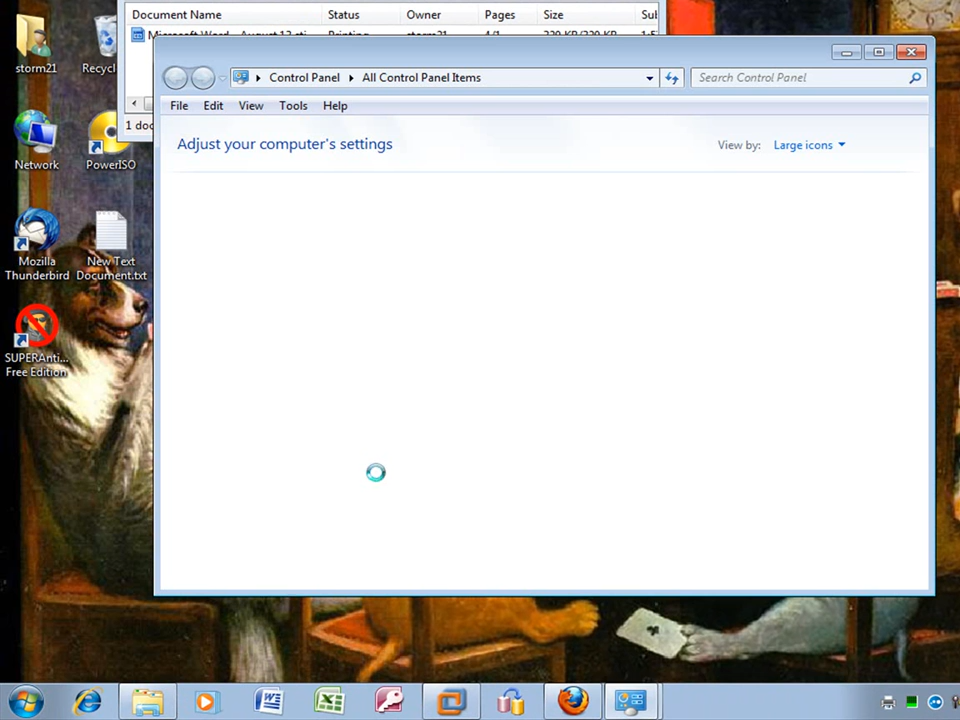 Document Name Status Owner Pages Size
storm21
Recycl
Control Panel All Control Panel Items
Search Control Panel
File Edit View Tools Help
1 doc
Adjust your computer's settings
View by: Large icons
Network
PowerISO
Mozilla
Thunderbird
New Text
Document.txt
SUPERAnti...
Free Edition